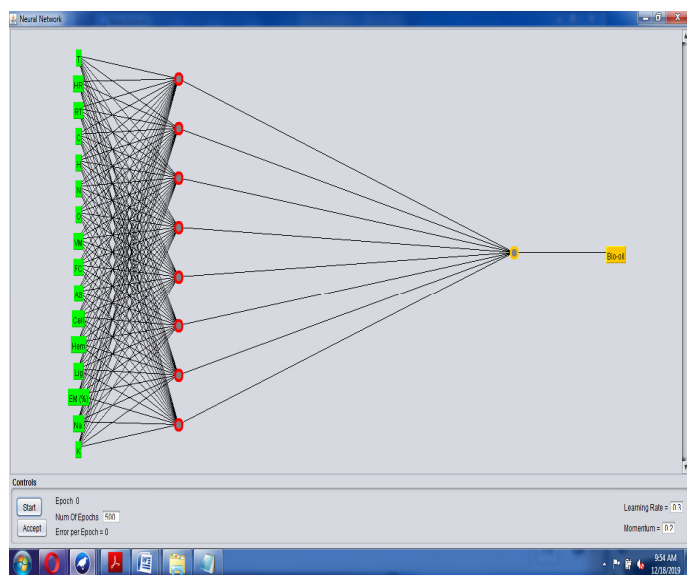 Neural Network
T
HR
RT
C
H
N
O
VM
FC
AS
Cell
Hem
Lig
EM (%)
Na
K
Bio-oil
Controls
Start
Accept
Epoch 0
Num Of Epochs 500
Error per Epoch = 0
Learning Rate = 0.3
Momentum = 0.2
9:54 AM
12/18/2019